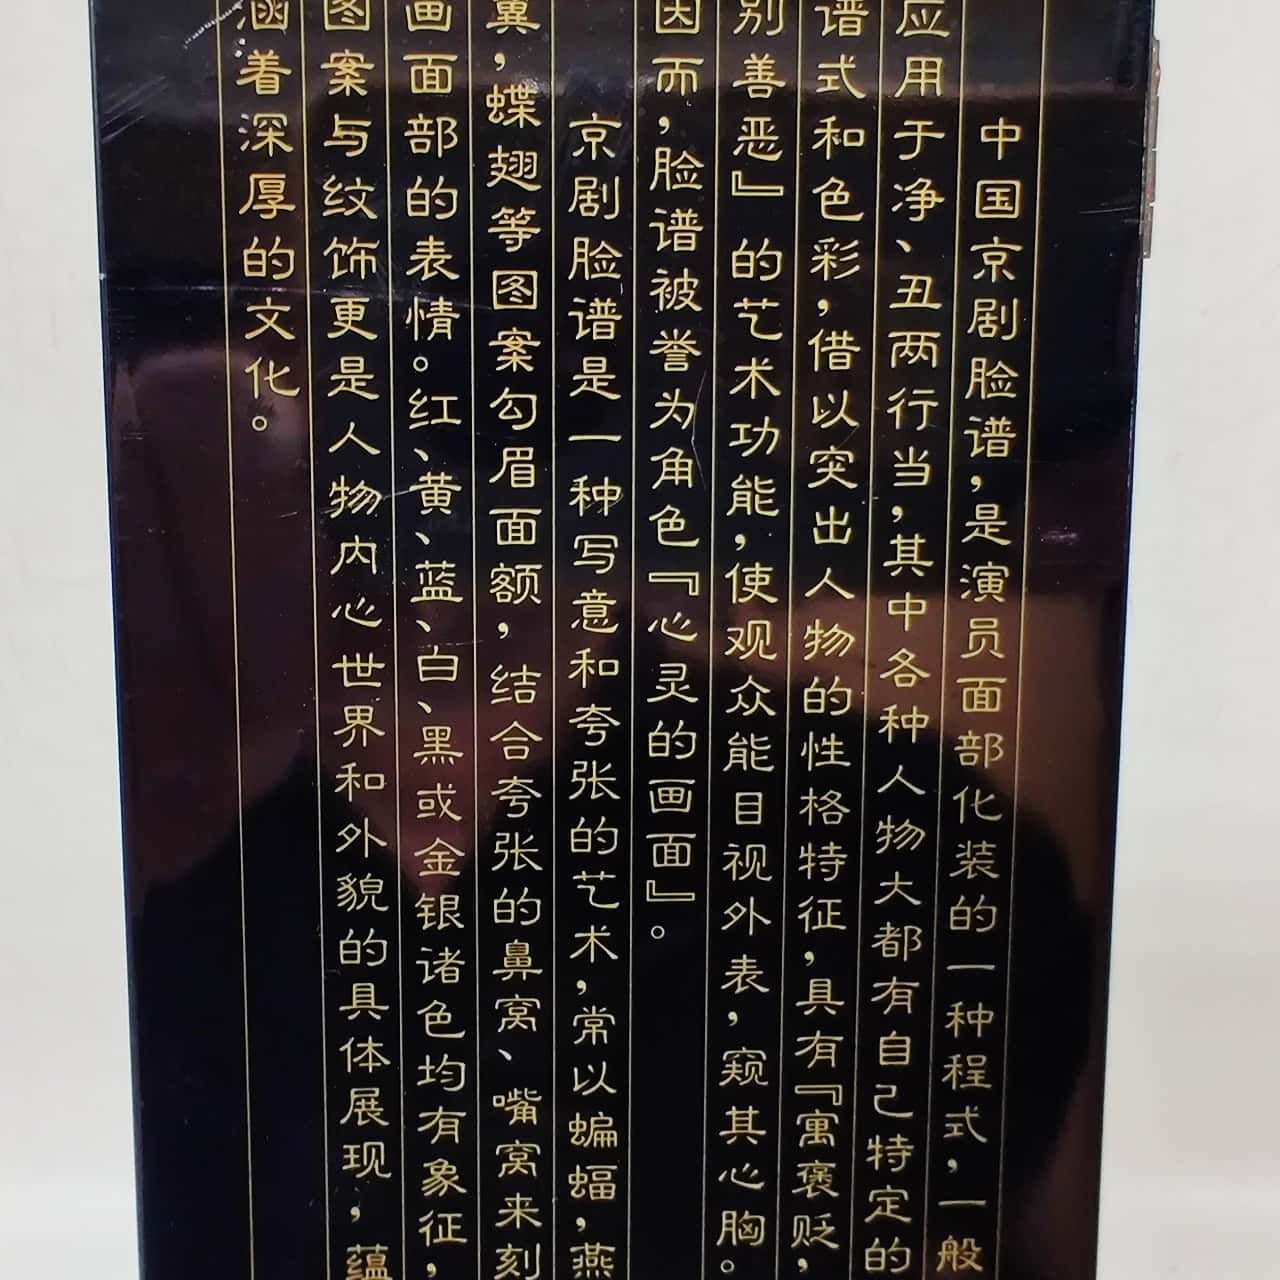 中国京剧脸谱，是演员面部化装的一种程式，一般
应用于净、丑两行当，其中各种人物大都有自己特定的
谱式和色彩，借以突出人物的性格特征，具有『寓褒贬，
别善恶』的艺术功能，使观众能目视外表，窥其心胸。
因而，脸谱被誉为角色『心灵的画面』。
京剧脸谱是一种写意和夸张的艺术，常以蝙蝠，燕
翼，蝶翅等图案勾眉面额，结合夸张的鼻窝、嘴窝来刻
画面部的表情。红、黄、蓝、白、黑或金银诸色均有象征，
图案与纹饰更是人物内心世界和外貌的具体展现，蕴
涵着深厚的文化。